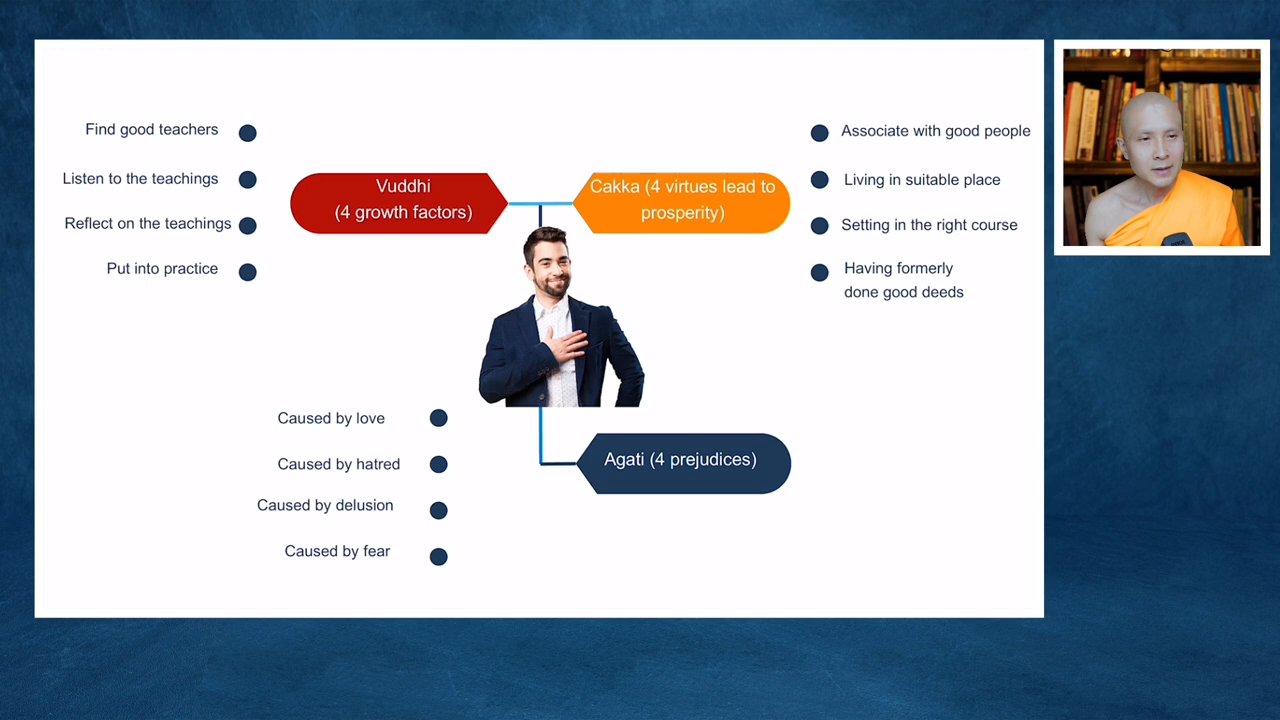 Find good teachers
Listen to the teachings
Reflect on the teachings
Put into practice
Vuddhi
(4 growth factors)
Cakka (4 virtues lead to
prosperity)
Associate with good people
Living in suitable place
Setting in the right course
Having formerly
done good deeds
Caused by love
Caused by hatred
Caused by delusion
Caused by fear
Agati (4 prejudices)